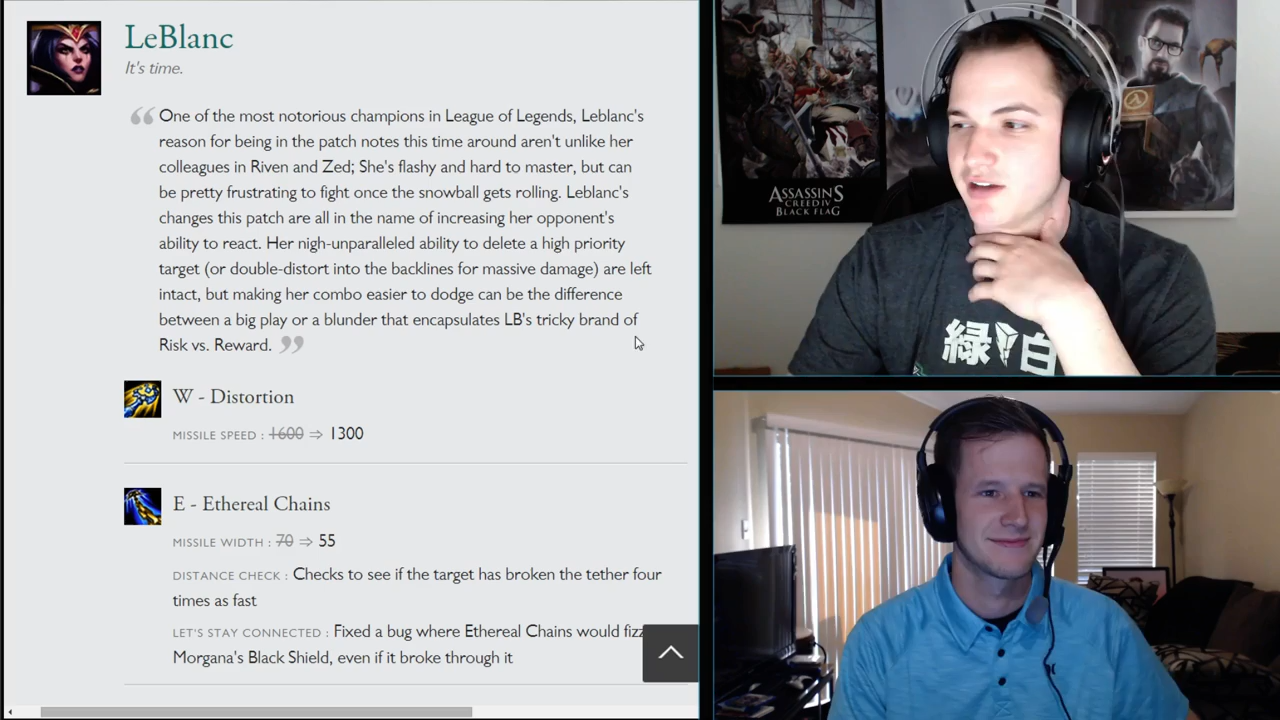 LeBlanc
It's time.
One of the most notorious champions in League of Legends, Leblanc's
reason for being in the patch notes this time around aren't unlike her
colleagues in Riven and Zed; She's flashy and hard to master, but can
be pretty frustrating to fight once the snowball gets rolling. Leblanc's
changes this patch are all in the name of increasing her opponent's
ability to react. Her nigh-unparalleled ability to delete a high priority
target (or double-distort into the backlines for massive damage) are left
intact, but making her combo easier to dodge can be the difference
between a big play or a blunder that encapsulates LB's tricky brand of
Risk vs. Reward.
W - Distortion
MISSILE SPEED : 1600 ⇒ 1300
E - Ethereal Chains
MISSILE WIDTH : 70 ⇒ 55
DISTANCE CHECK : Checks to see if the target has broken the tether four
times as fast
LET'S STAY CONNECTED : Fixed a bug where Ethereal Chains would fizz
Morgana's Black Shield, even if it broke through it
ASSASSIN'S
CREED IV
BLACK FLAG
緑 白